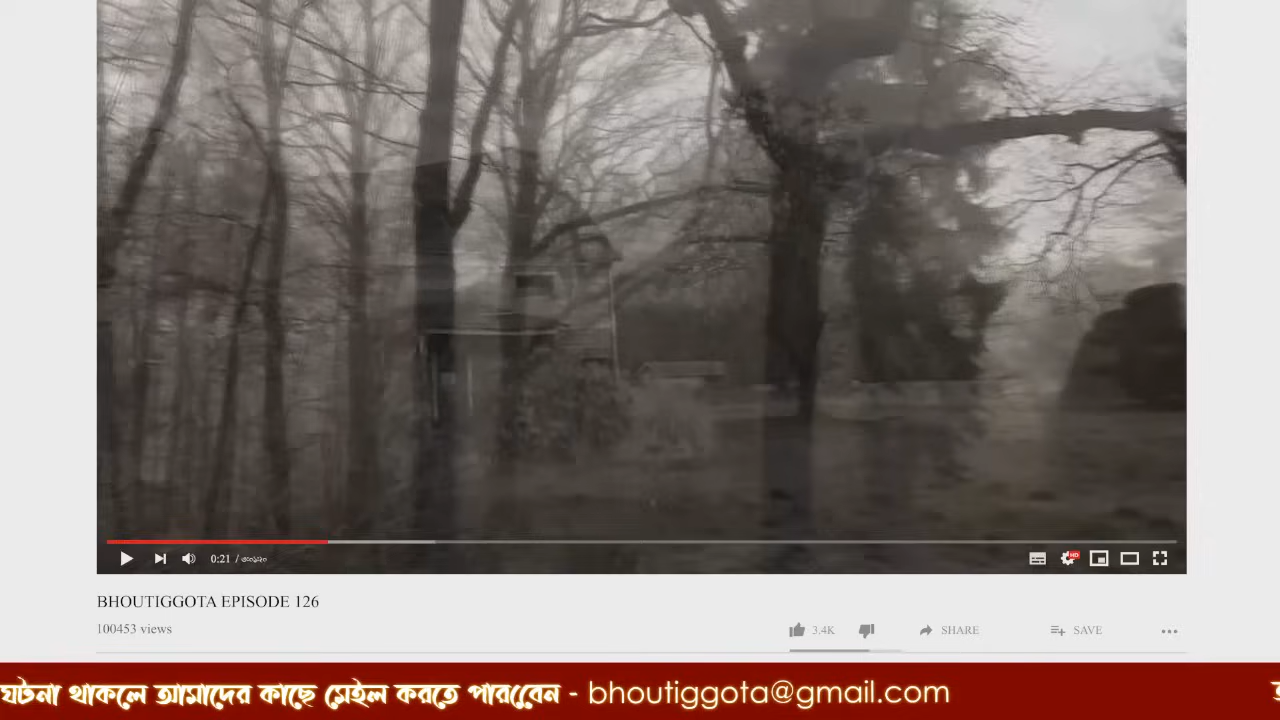 0:21 /
BHOUTIGGOTA EPISODE 126
100453 views
3.4K
SHARE
SAVE
HD
ঘটনা থাকলে আমাদের কাছে মেইল করতে পারবেন - bhoutiggota@gmail.com